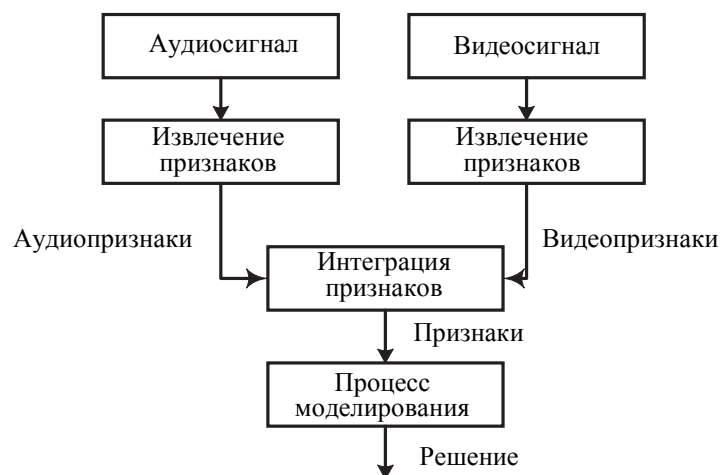 Аудиосигнал
Видеосигнал
Извлечение
признаков
Извлечение
признаков
Аудиопризнаки
Видеопризнаки
Интеграция
признаков
Признаки
Процесс
моделирования
Решение